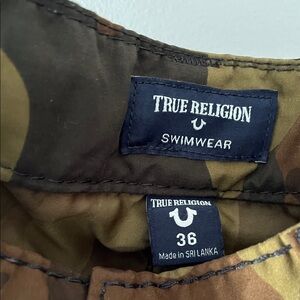 TRUE RELIGION
SWIMWEAR
TRUE RELIGION
36
Made in SRI LANKA